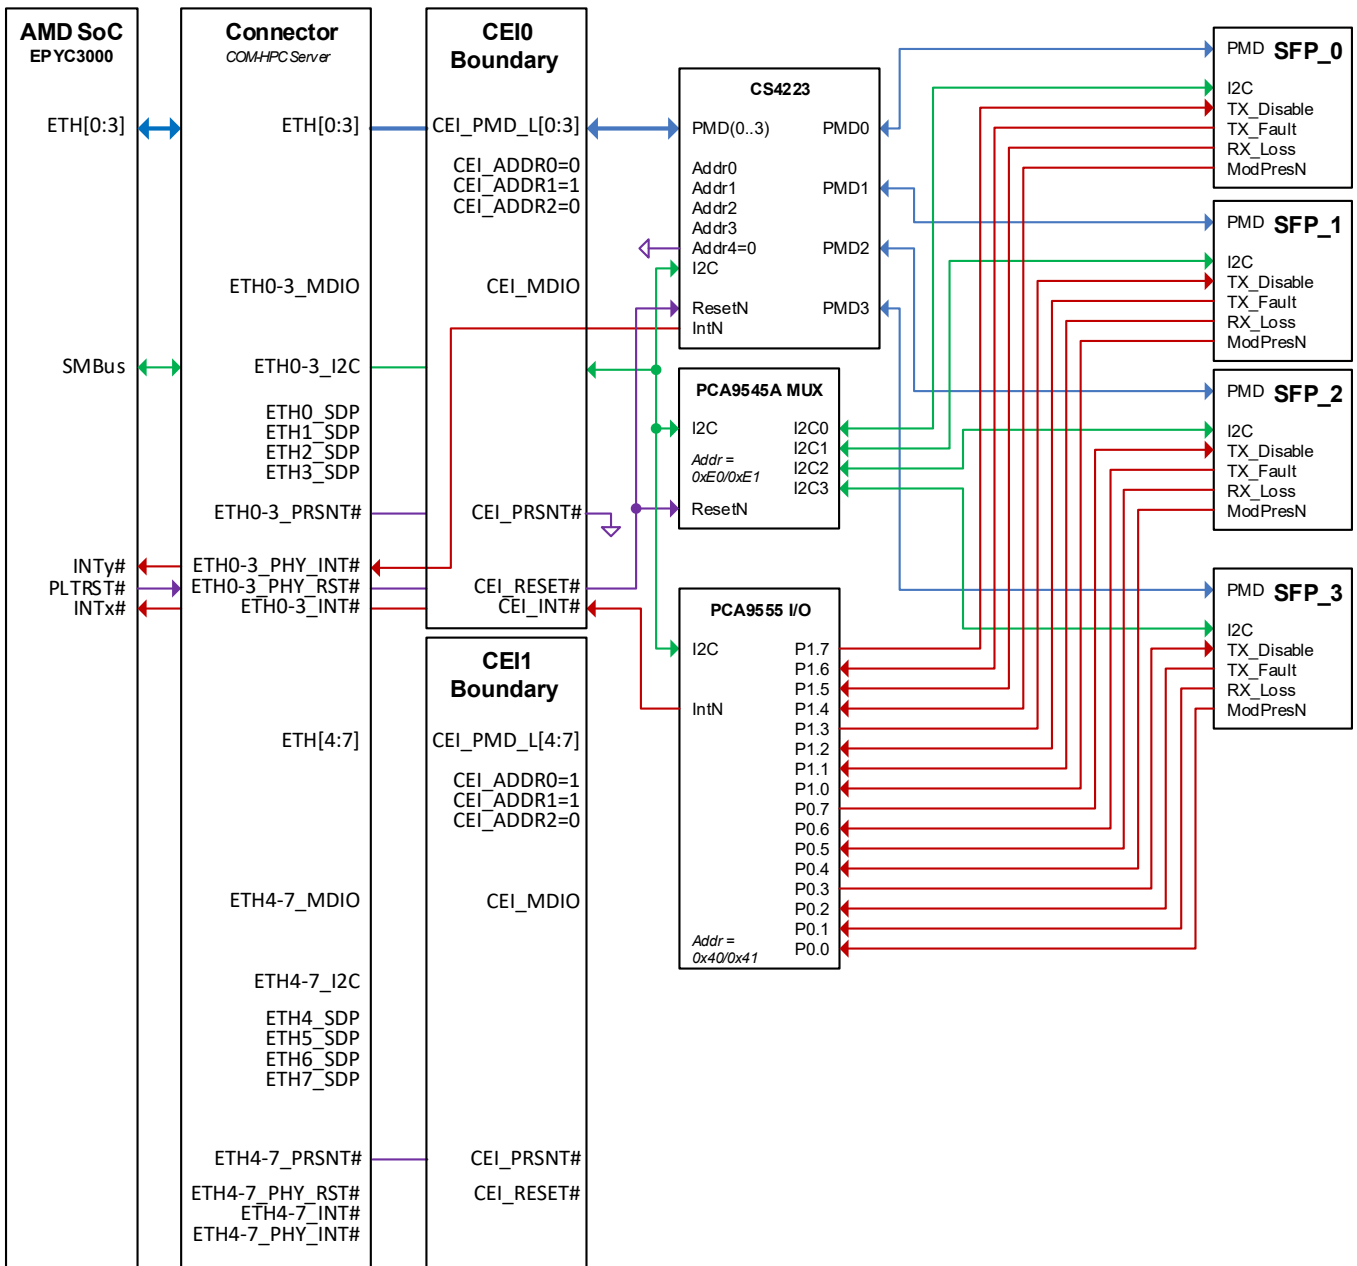 AMD SoC
EPYC3000
ETH[0:3]
SMBus
INTy#
PLTRST#
INTx#
Connector
COM-HPC Server
ETH[0:3]
ETH0-3_MDIO
ETH0-3_I2C
ETH0_SDP
ETH1_SDP
ETH2_SDP
ETH3_SDP
ETH0-3_PRSNT#
ETH0-3_PHY_INT#
ETH0-3_PHY_RST#
ETH0-3_INT#
ETH[4:7]
ETH4-7_MDIO
ETH4-7_I2C
ETH4_SDP
ETH5_SDP
ETH6_SDP
ETH7_SDP
ETH4-7_PRSNT#
ETH4-7_PHY_RST#
ETH4-7_INT#
ETH4-7_PHY_INT#
CEI0
Boundary
CEI_PMD_L[0:3]
CEI_ADDR0=0
CEI_ADDR1=1
CEI_ADDR2=0
CEI_MDIO
CEI_PRSNT#
CEI_RESET#
CEI_INT#
CEI1
Boundary
CEI_PMD_L[4:7]
CEI_ADDR0=1
CEI_ADDR1=1
CEI_ADDR2=0
CEI_MDIO
CEI_PRSNT#
CEI_RESET#
CS4223
PMD(0..3)
Addr0
Addr1
Addr2
Addr3
Addr4=0
I2C
ResetN
IntN
PMD0
PMD1
PMD2
PMD3
PCA9545A MUX
I2C
Addr =
0xE0/0xE1
ResetN
I2C0
I2C1
I2C2
I2C3
PCA9555 I/O
I2C
IntN
Addr =
0x40/0x41
P1.7
P1.6
P1.5
P1.4
P1.3
P1.2
P1.1
P1.0
P0.7
P0.6
P0.5
P0.4
P0.3
P0.2
P0.1
P0.0
PMD SFP_0
I2C
TX_Disable
TX_Fault
RX_Loss
ModPresN
PMD SFP_1
I2C
TX_Disable
TX_Fault
RX_Loss
ModPresN
PMD SFP_2
I2C
TX_Disable
TX_Fault
RX_Loss
ModPresN
PMD SFP_3
I2C
TX_Disable
TX_Fault
RX_Loss
ModPresN